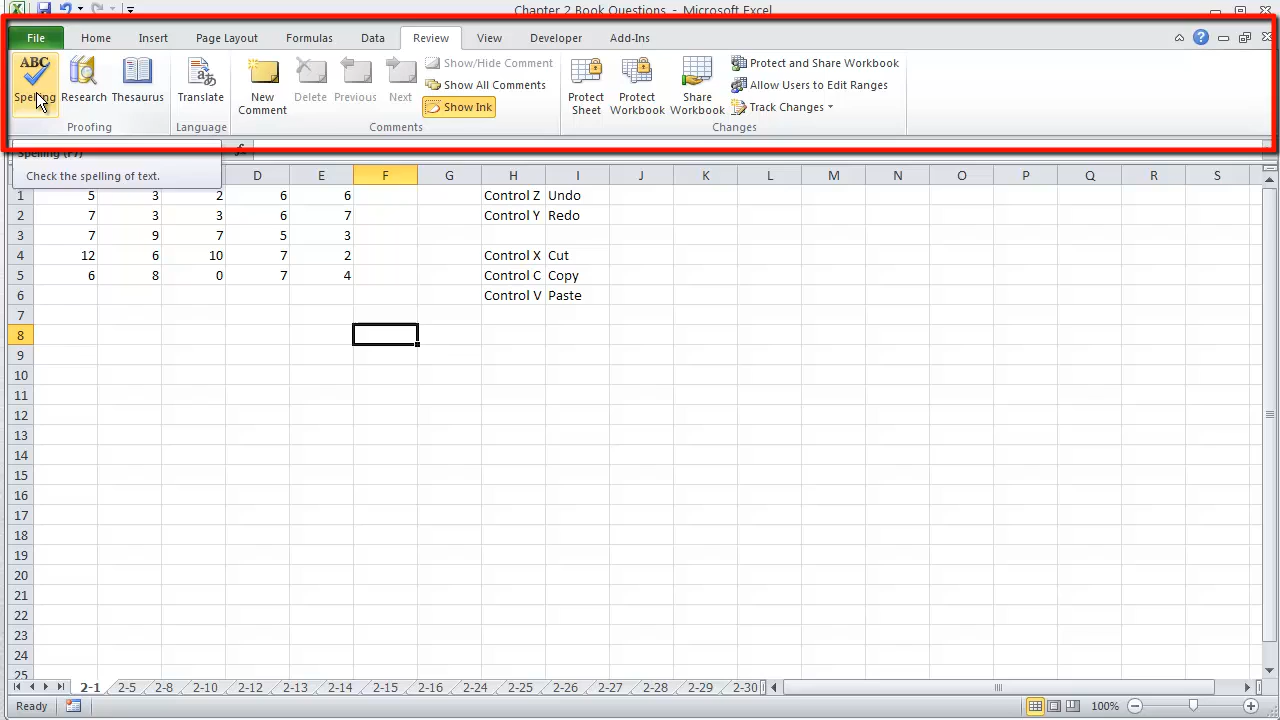 Chapter 2 Book Questions - Microsoft Excel
File Home Insert Page Layout Formulas Data Review View Developer Add-Ins
ABC
Spelling Research Thesaurus
Proofing
Translate
Language
New Comment Delete Previous Next
Show/Hide Comment
Show All Comments
Show Ink
Comments
Protect Sheet Protect Workbook Share Workbook
Protect and Share Workbook
Allow Users to Edit Ranges
Track Changes
Changes
Spelling (F7)
fx
Check the spelling of text.
D E F G H I J K L M N O P Q R S
1 5 3 2 6 6 Control Z Undo
2 7 3 3 6 7 Control Y Redo
3 7 9 7 5 3
4 12 6 10 7 2 Control X Cut
5 6 8 0 7 4 Control C Copy
6 Control V Paste
7
8
9
10
11
12
13
14
15
16
17
18
19
20
21
22
23
24
25
2-1 2-5 2-8 2-10 2-12 2-13 2-14 2-15 2-16 2-24 2-25 2-26 2-27 2-28 2-29 2-30
Ready 100%